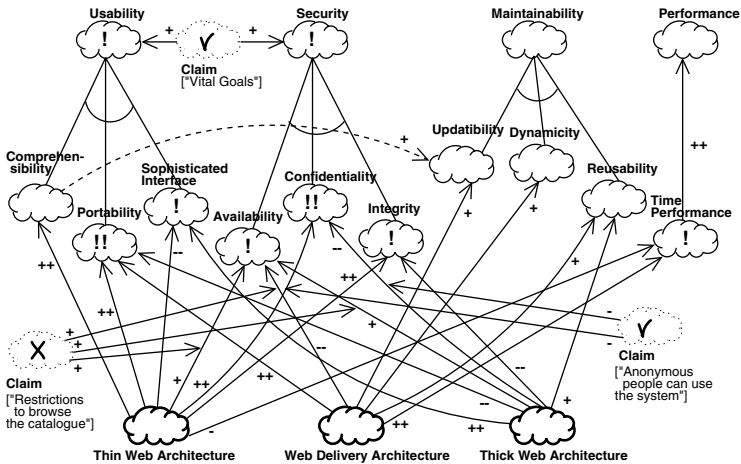 Usability
Security
Maintainability
Performance
!
+
+
!
Claim
["Vital Goals"]
++
+
Updatibility
Dynamicity
Comprehen-
sibility
Sophisticated
Interface
Confidentiality
Reusability
Portability
!
Availability
!!
Integrity
Time
Performance
!!
!
!
!
+
+
++
--
--
++
+
++
+
+
+
+
--
-
-
Claim
["Restrictions
to browse
the catalogue"]
Claim
["Anonymous
people can use
the system"]
+
++
++
--
--
+
-
++
++
Thin Web Architecture
Web Delivery Architecture
Thick Web Architecture